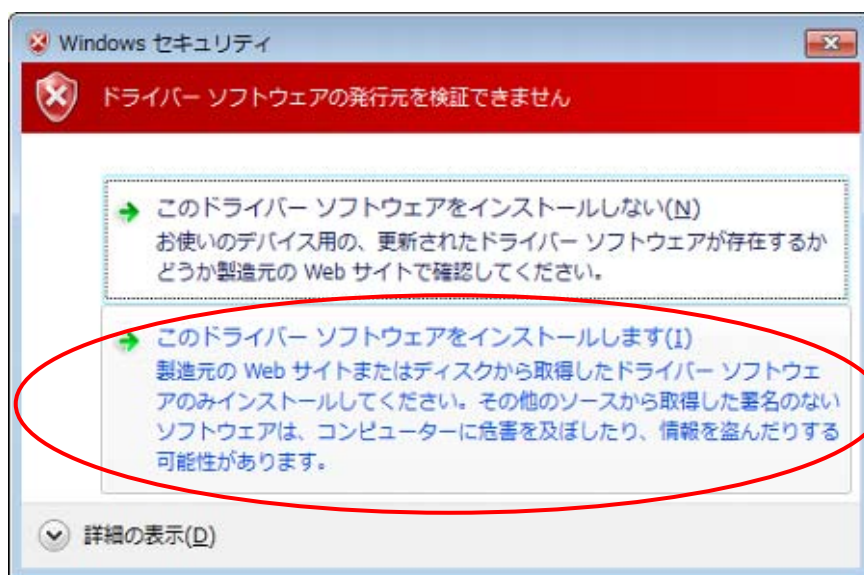 Windows セキュリティ
ドライバー ソフトウェアの発行元を検証できません
このドライバー ソフトウェアをインストールしない(N)
お使いのデバイス用の、更新されたドライバー ソフトウェアが存在するか
どうか製造元の Web サイトで確認してください。
このドライバー ソフトウェアをインストールします(I)
製造元の Web サイトまたはディスクから取得したドライバー ソフトウェ
アのみインストールしてください。その他のソースから取得した署名のない
ソフトウェアは、コンピューターに危害を及ぼしたり、情報を盗んだりする
可能性があります。
詳細の表示(D)